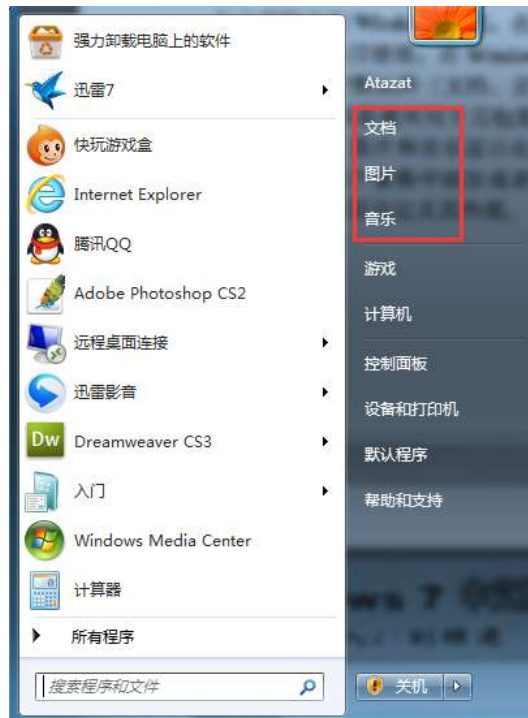 强力卸载电脑上的软件
迅雷7
快玩游戏盒
Internet Explorer
腾讯QQ
Adobe Photoshop CS2
远程桌面连接
迅雷影音
Dw Dreamweaver CS3
入门
Windows Media Center
计算器
所有程序
搜索程序和文件
Atazat
文档
图片
音乐
游戏
计算机
控制面板
设备和打印机
默认程序
帮助和支持
关机